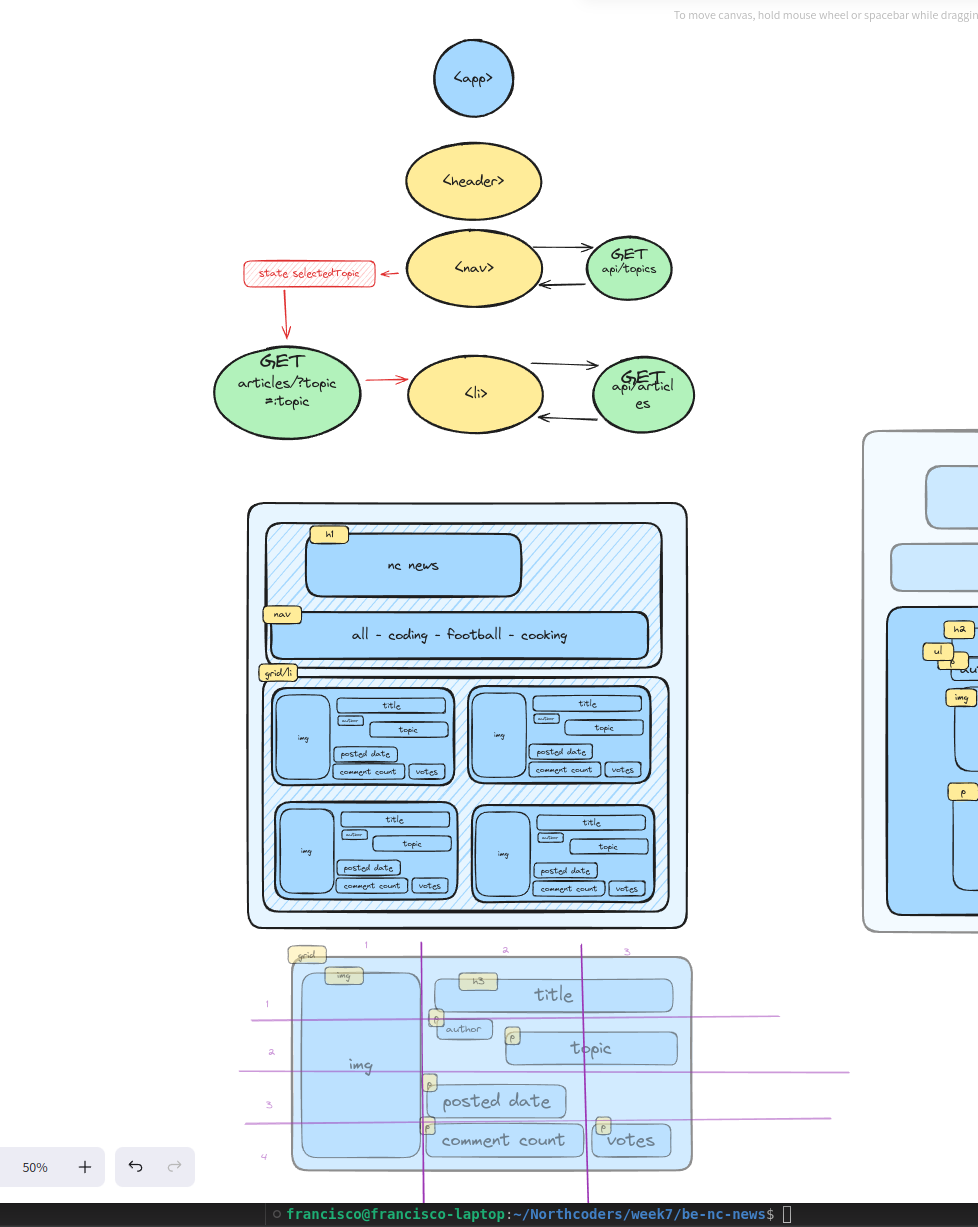 To move canvas, hold mouse wheel or spacebar while draggin
<app>
<header>
<nav>
GET
api/topics
state selectedTopic
GET
articles/?topic
=:topic
<li>
GET
api/articl
es
h1
nc news
nav
all - coding - football - cooking
grid/li
img
title
author
topic
posted date
comment count
votes
img
title
author
topic
posted date
comment count
votes
img
title
author
topic
posted date
comment count
votes
img
title
author
topic
posted date
comment count
votes
h2
ul
p
au
img
p
grid
1
2
3
img
h3
title
1
p
author
p
topic
2
img
p
posted date
3
p
comment count
p
votes
4
50%
francisco@francisco-laptop:~/Northcoders/week7/be-nc-news$